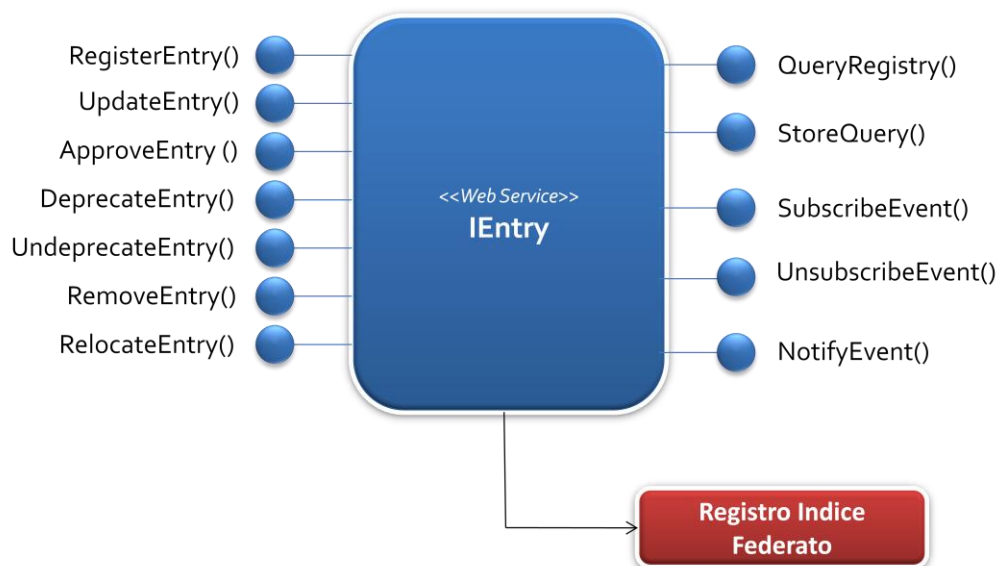 RegisterEntry()
UpdateEntry()
ApproveEntry ()
DeprecateEntry()
UndeprecateEntry()
RemoveEntry()
RelocateEntry()
<<Web Service>>
IEntry
QueryRegistry()
StoreQuery()
SubscribeEvent()
UnsubscribeEvent()
NotifyEvent()
Registro Indice
Federato